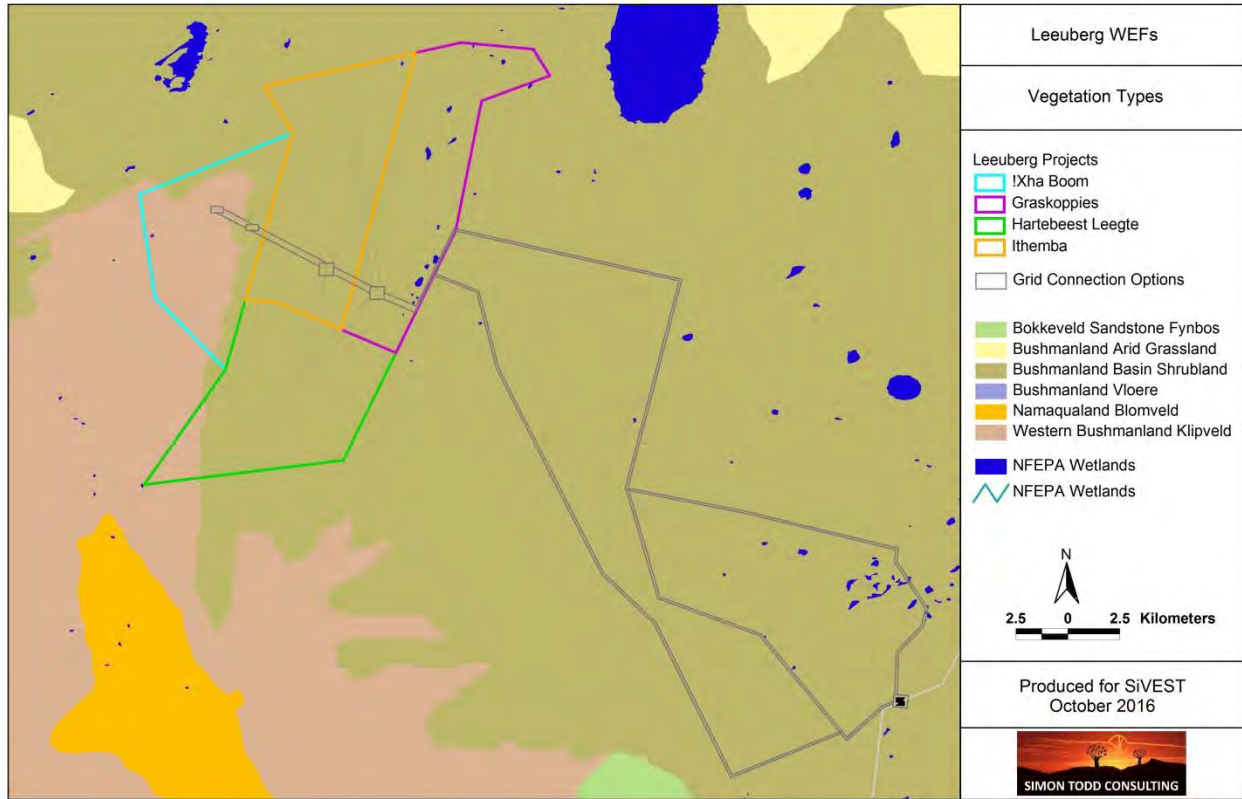 Leeuberg WEFs
Vegetation Types
Leeuberg Projects
!Xha Boom
Graskoppies
Hartebeest Leegte
Ithemba
Grid Connection Options
Bokkeveld Sandstone Fynbos
Bushmanland Arid Grassland
Bushmanland Basin Shrubland
Bushmanland Vloere
Namaqualand Blomveld
Western Bushmanland Klipveld
NFEPA Wetlands
NFEPA Wetlands
N
2.5 0 2.5 Kilometers
Produced for SiVEST
October 2016
SIMON TODD CONSULTING